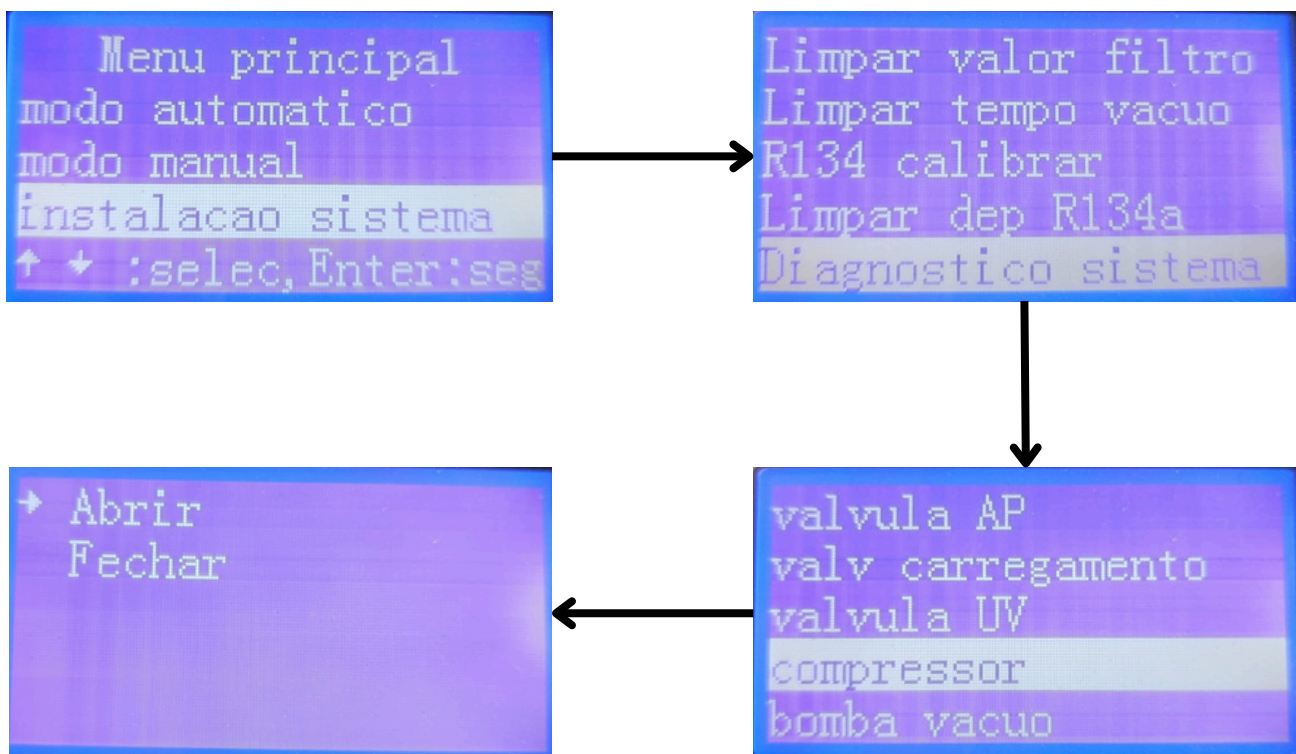 Menu principal
modo automatico
modo manual
instalacao sistema
↑ ↓ :selec,Enter:seg
Limpar valor filtro
Limpar tempo vacuo
R134 calibrar
Limpar dep R134a
Diagnostico sistema
valvula AP
valv carregamento
valvula UV
compressor
bomba vacuo
→ Abrir
Fechar